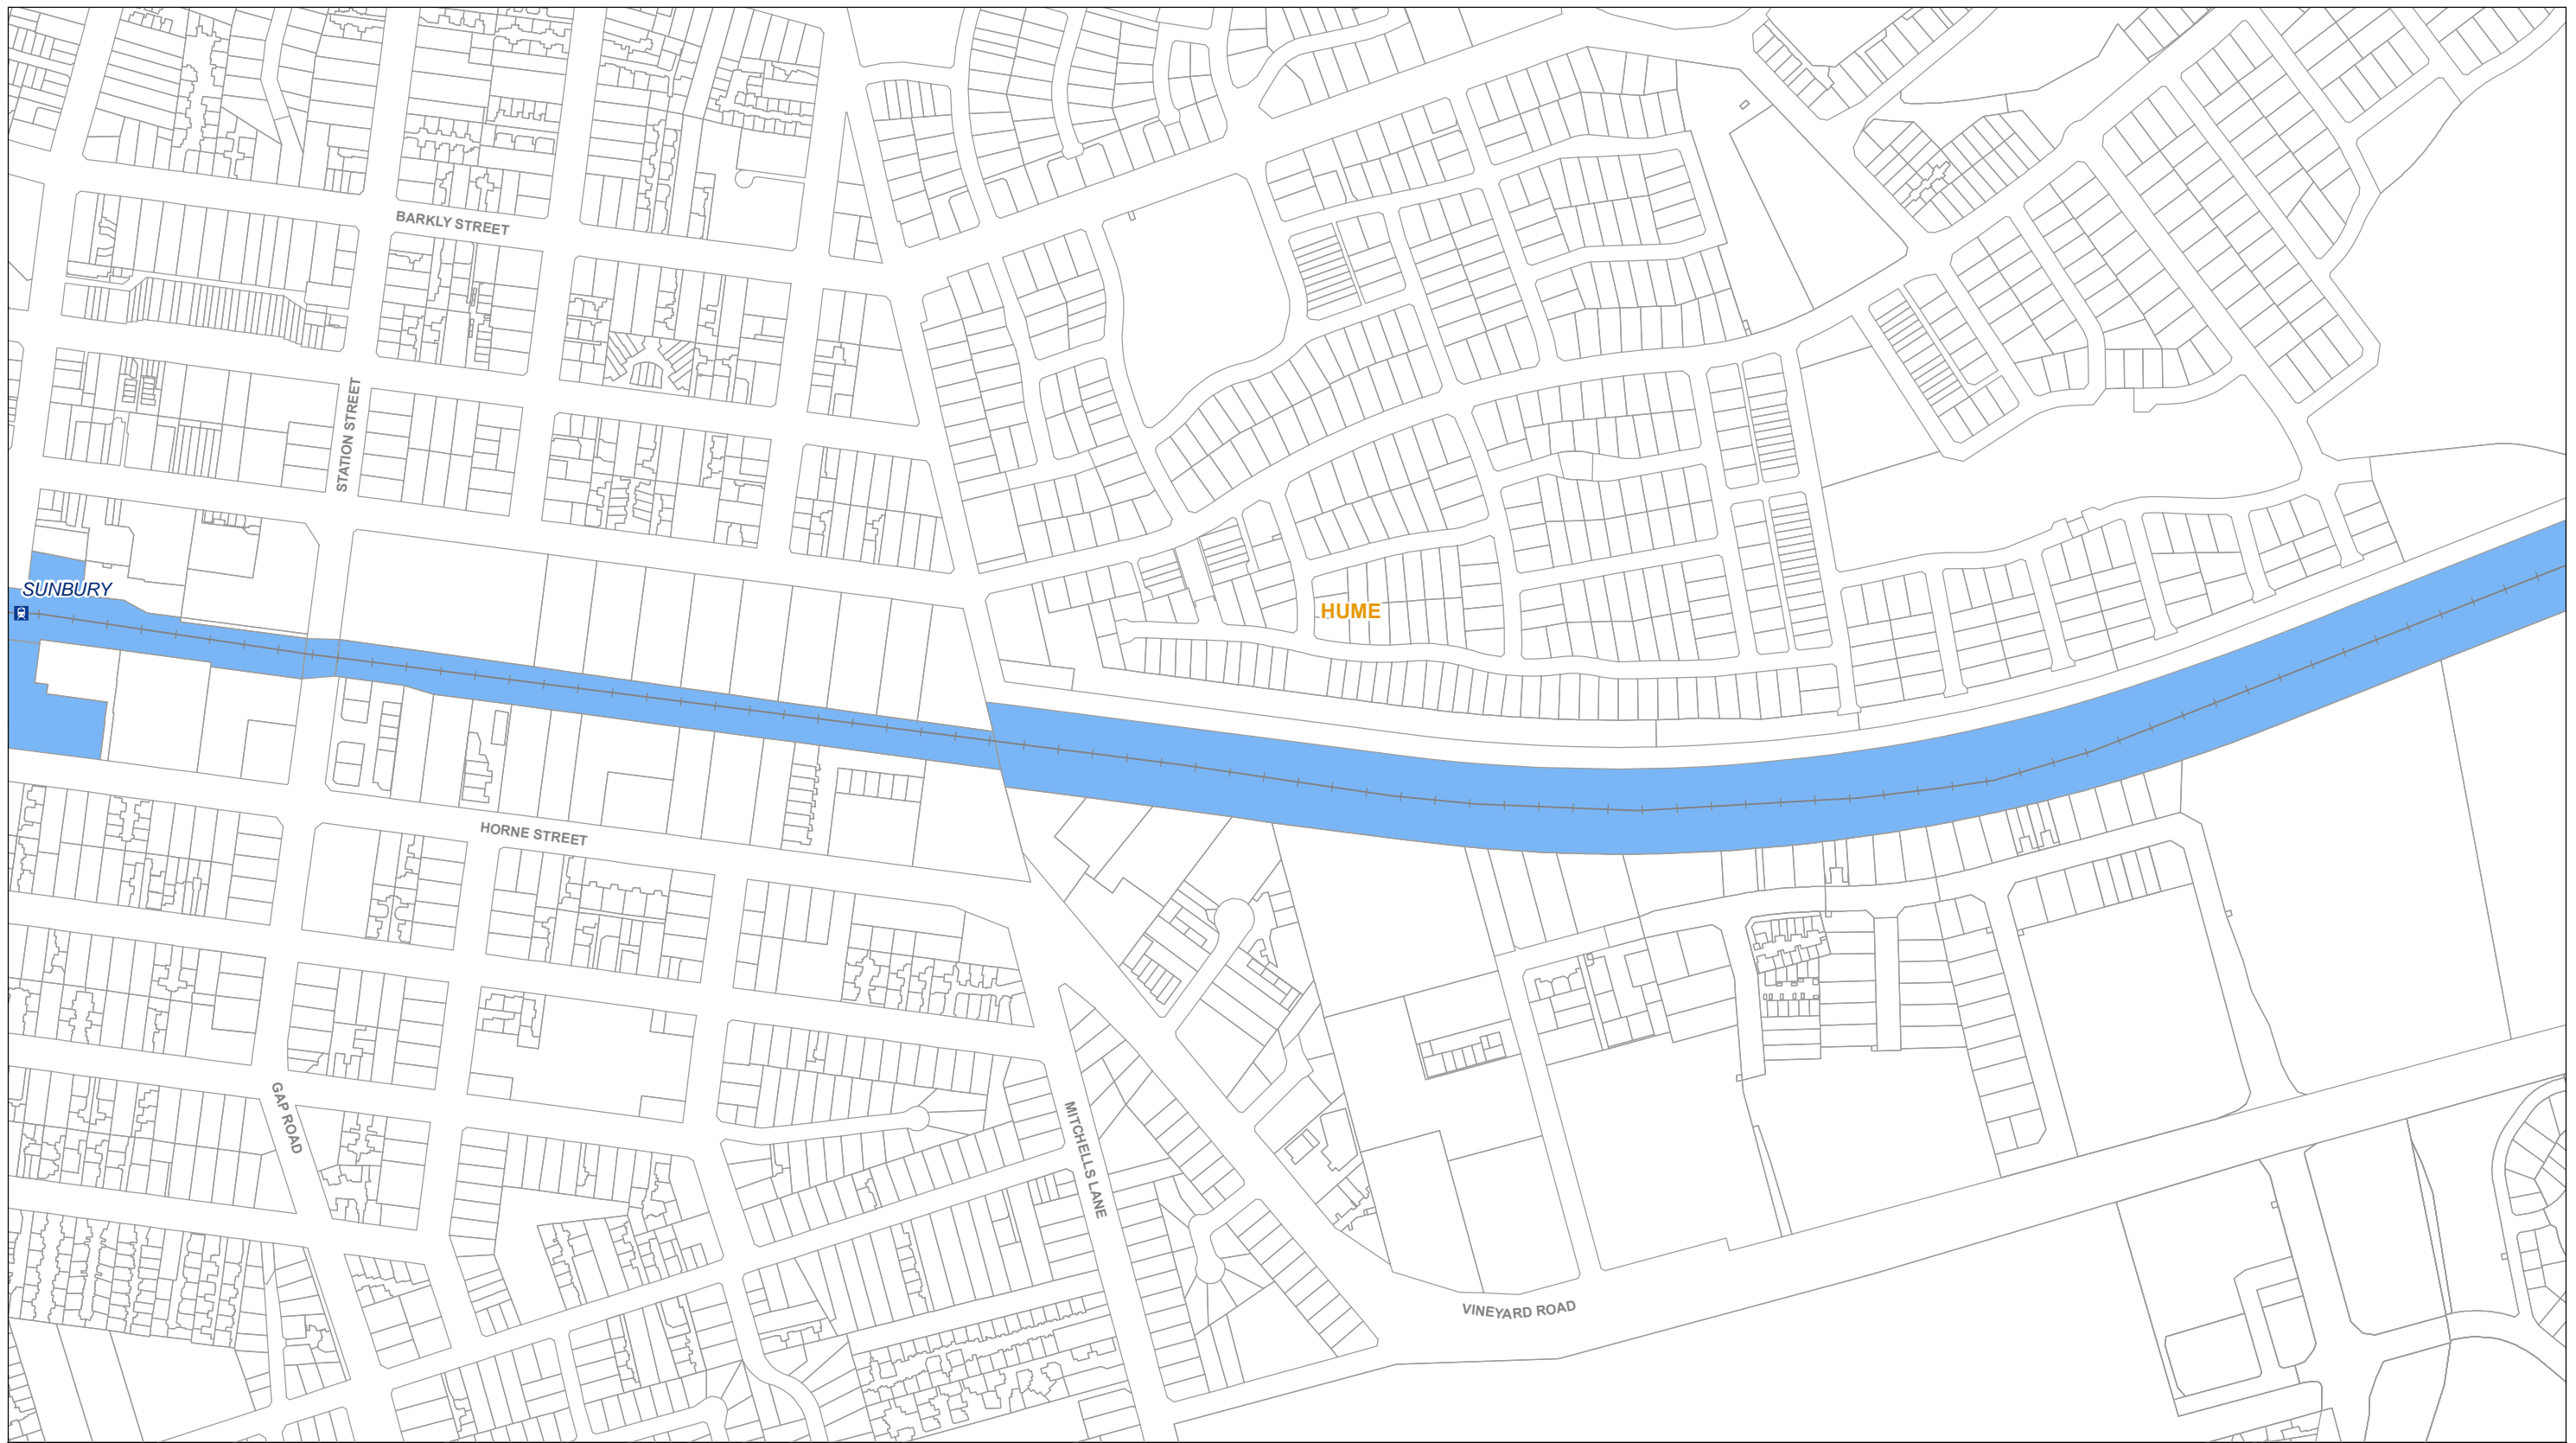 BARKLY STREET
STATION STREET
SUNBURY
HUME
HORNE STREET
GAP ROAD
MITCHELLS LANE
VINEYARD ROAD